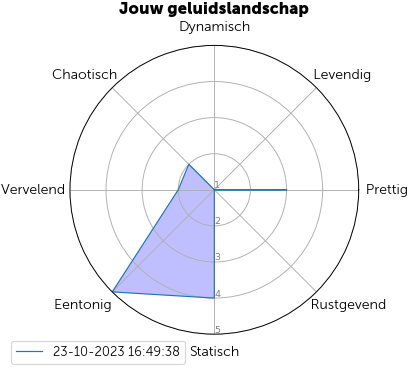 Jouw geluidslandschap
Dynamisch
Chaotisch
Levendig
Vervelend
Prettig
1
2
3
4
5
Eentonig
Rustgevend
Statisch
23-10-2023 16:49:38